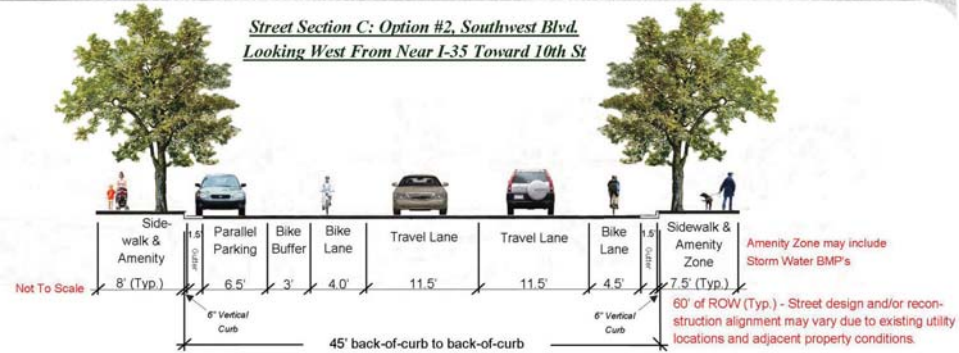 Street Section C: Option #2, Southwest Blvd.
Looking West From Near I-35 Toward 10th St
Side-
walk &
Amenity
8' (Typ.)
1.5'
Gutter
Parallel
Parking
6.5'
Bike
Buffer
3'
Bike
Lane
4.0'
Travel Lane
11.5'
Travel Lane
11.5'
Bike
Lane
4.5'
1.5'
Gutter
Sidewalk &
Amenity
Zone
7.5' (Typ.)
Amenity Zone may include
Storm Water BMP's
Not To Scale
6" Vertical
Curb
6" Vertical
Curb
60' of ROW (Typ.) - Street design and/or recon-
struction alignment may vary due to existing utility
locations and adjacent property conditions.
45' back-of-curb to back-of-curb